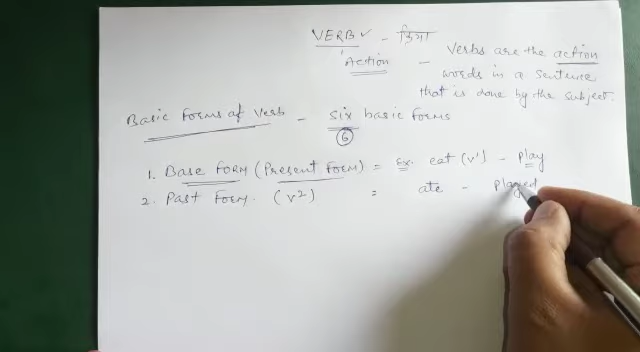 VERB ✓ - क्रिया
Action - Verbs are the action
words in a sentence
that is done by the subject.
Basic Forms of Verb - six basic forms
6
1. Base Form (Present Form) = Ex. eat (v¹) - Play
2. Past Form. (v²) = ate - Played